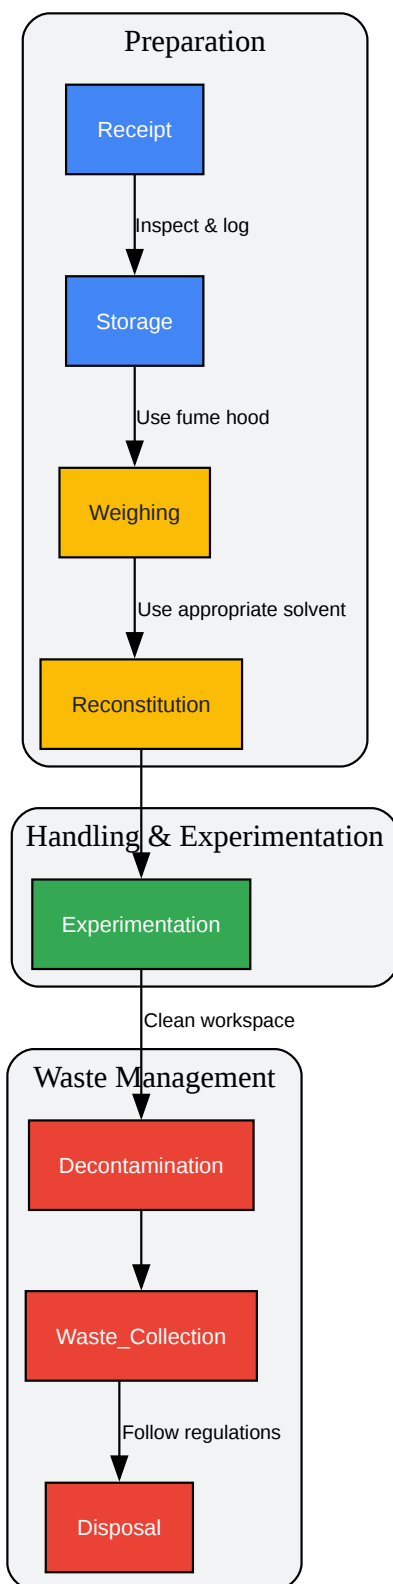 Preparation
Receipt
Inspect & log
Storage
Use fume hood
Weighing
Use appropriate solvent
Reconstitution
Handling & Experimentation
Experimentation
Clean workspace
Waste Management
Decontamination
Waste_Collection
Follow regulations
Disposal